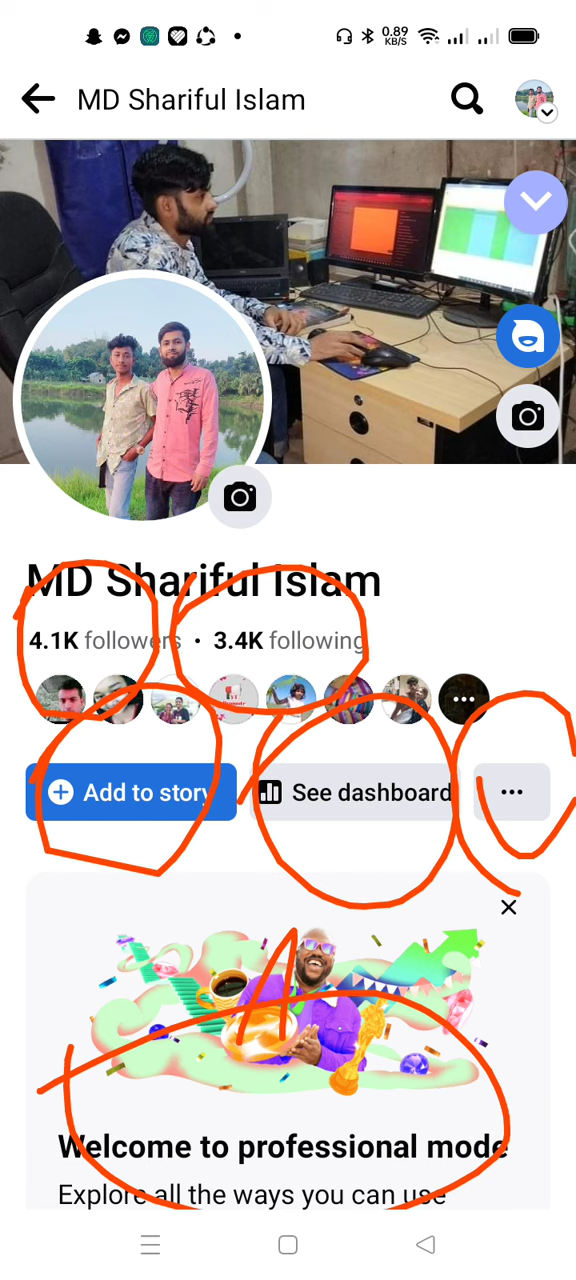 0.89
KB/S
MD Shariful Islam
MD Shariful Islam
4.1K followers • 3.4K following
Add to story
See dashboard
Welcome to professional mode
Explore all the ways you can use